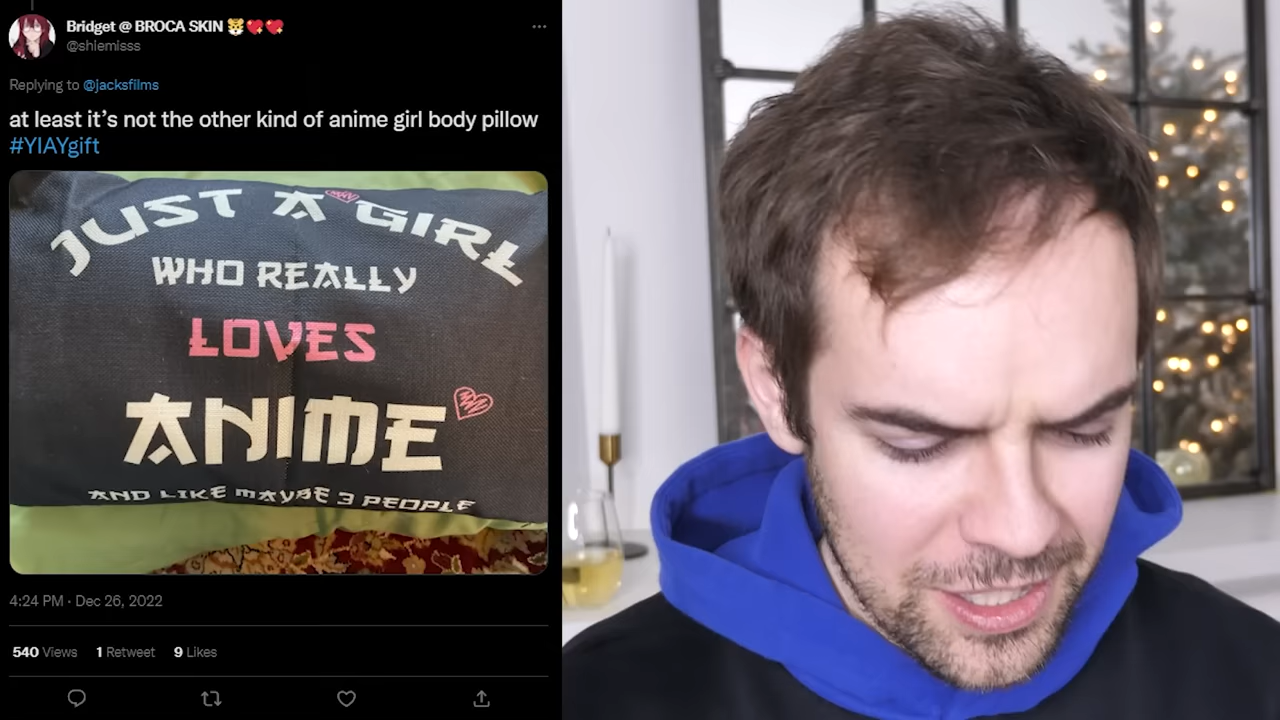 Bridget @ BROCA SKIN 🐯💖💖
@shiemisss
Replying to @jacksfilms
at least it’s not the other kind of anime girl body pillow
#YIAYgift
JUST A GIRL
WHO REALLY
LOVES
ANIME
AND LIKE MAYBE 3 PEOPLE
4:24 PM · Dec 26, 2022
540 Views 1 Retweet 9 Likes